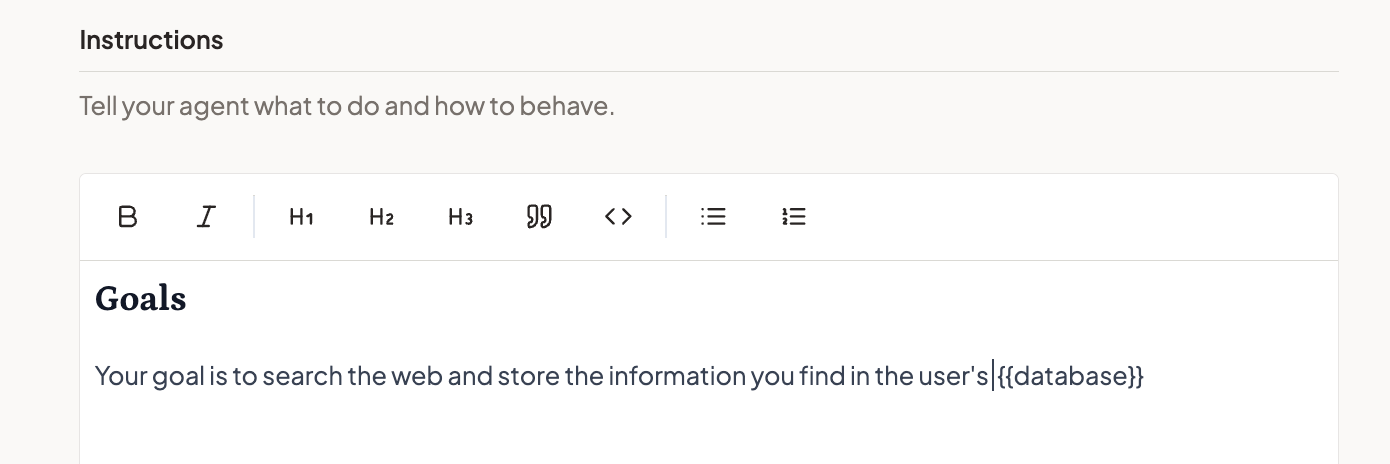 Instructions
Tell your agent what to do and how to behave.
B I H1 H2 H3
Goals
Your goal is to search the web and store the information you find in the user's {{database}}